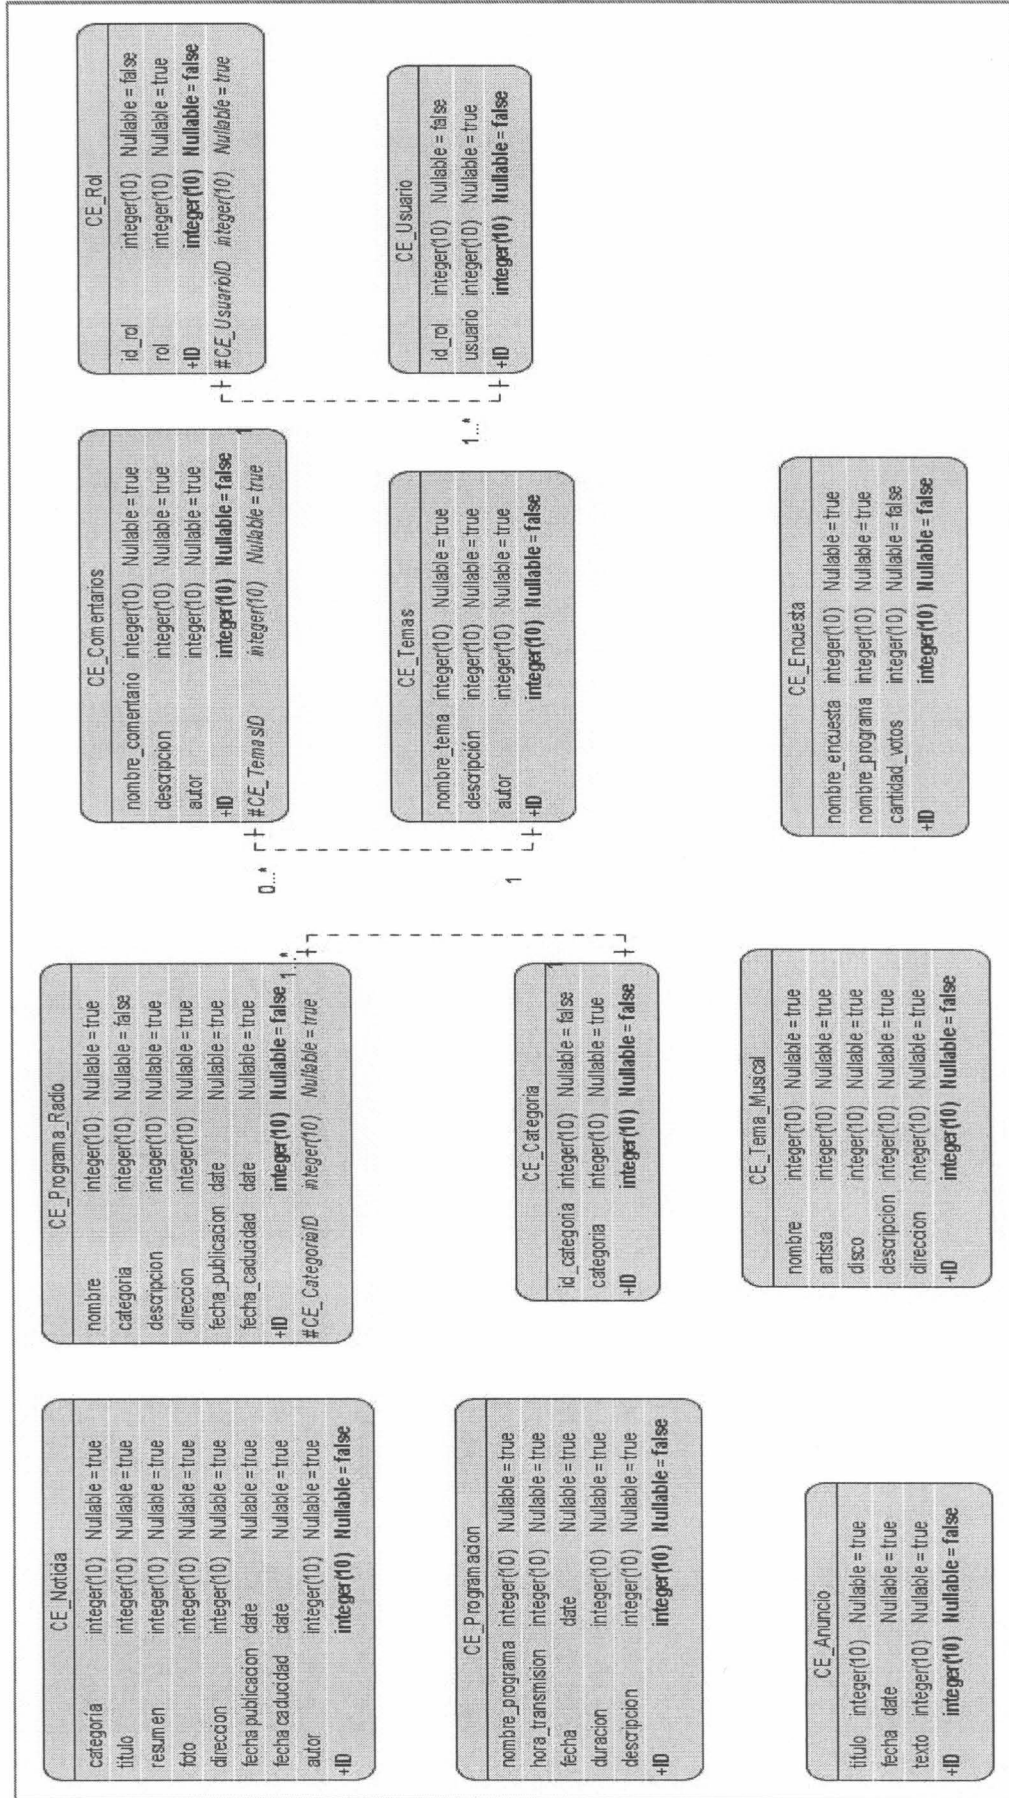 CE_Noticia
categoría integer(10) Nullable = true
titulo integer(10) Nullable = true
resumen integer(10) Nullable = true
foto integer(10) Nullable = true
direccion integer(10) Nullable = true
fecha publicacion date Nullable = true
fecha caducidad date Nullable = true
autor integer(10) Nullable = true
+ID integer(10) Nullable = false
CE_Programa_Radio
nombre integer(10) Nullable = true
categoria integer(10) Nullable = false
descripcion integer(10) Nullable = true
direccion integer(10) Nullable = true
fecha_publicacion date Nullable = true
fecha_caducidad date Nullable = true
+ID integer(10) Nullable = false
#CE_CategoriaID integer(10) Nullable = true
1...*
CE_Comentarios
nombre_comentario integer(10) Nullable = true
descripcion integer(10) Nullable = true
autor integer(10) Nullable = true
+ID integer(10) Nullable = false
#CE_TemasID integer(10) Nullable = true
0...*
1
CE_Rol
id_rol integer(10) Nullable = false
rol integer(10) Nullable = true
+ID integer(10) Nullable = false
#CE_UsuarioID integer(10) Nullable = true
1
CE_Programacion
nombre_programa integer(10) Nullable = true
hora_transmision integer(10) Nullable = true
fecha date Nullable = true
duracion integer(10) Nullable = true
descripcion integer(10) Nullable = true
+ID integer(10) Nullable = false
CE_Categoria
id_categoria integer(10) Nullable = false
categoria integer(10) Nullable = true
+ID integer(10) Nullable = false
1
CE_Temas
nombre_tema integer(10) Nullable = true
descripción integer(10) Nullable = true
autor integer(10) Nullable = true
+ID integer(10) Nullable = false
1...*
CE_Usuario
id_rol integer(10) Nullable = false
usuario integer(10) Nullable = true
+ID integer(10) Nullable = false
CE_Anuncio
titulo integer(10) Nullable = true
fecha date Nullable = true
texto integer(10) Nullable = true
+ID integer(10) Nullable = false
CE_Tema_Musical
nombre integer(10) Nullable = true
artista integer(10) Nullable = true
disco integer(10) Nullable = true
descripcion integer(10) Nullable = true
direccion integer(10) Nullable = true
+ID integer(10) Nullable = false
CE_Encuesta
nombre_encuesta integer(10) Nullable = true
nombre_programa integer(10) Nullable = true
cantidad_votos integer(10) Nullable = false
+ID integer(10) Nullable = false